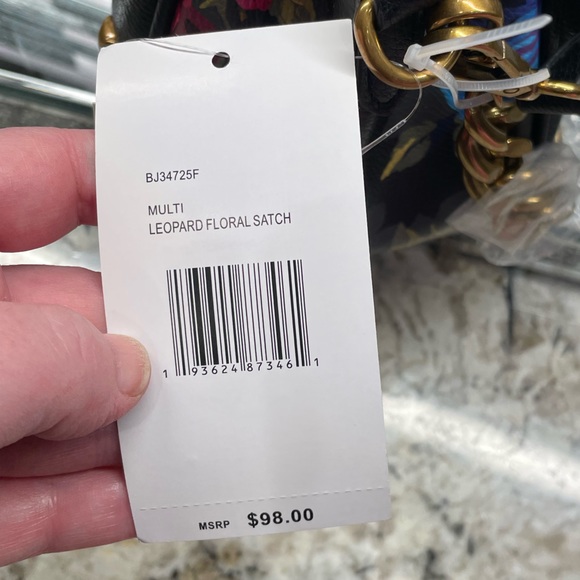 BJ34725F
MULTI
LEOPARD FLORAL SATCH
1 93624 87346 1
MSRP $98.00